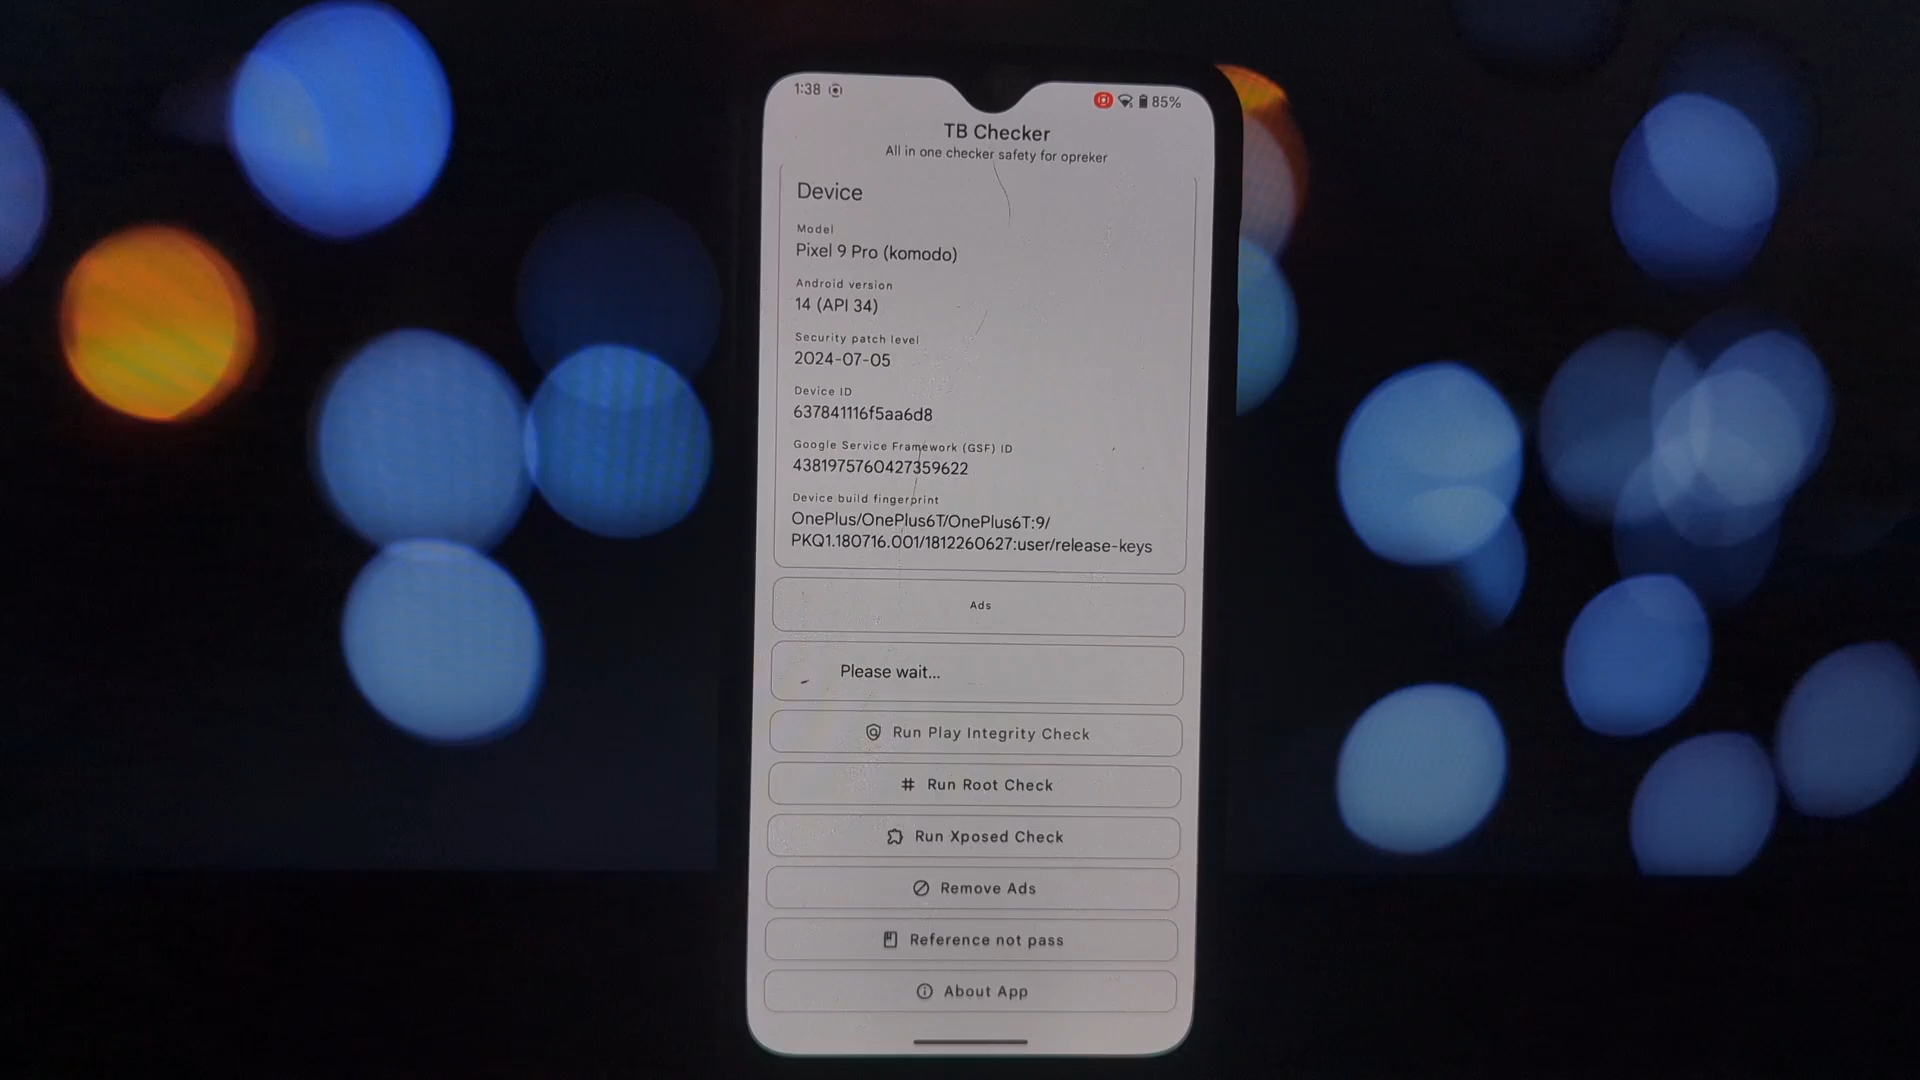 1:38
85%
TB Checker
All in one checker safety for opreker
Device
Model
Pixel 9 Pro (komodo)
Android version
14 (API 34)
Security patch level
2024-07-05
Device ID
637841116f5aa6d8
Google Service Framework (GSF) ID
4381975760427359622
Device build fingerprint
OnePlus/OnePlus6T/OnePlus6T:9/
PKQ1.180716.001/1812260627:user/release-keys
Ads
Please wait...
Run Play Integrity Check
# Run Root Check
Run Xposed Check
Remove Ads
Reference not pass
About App